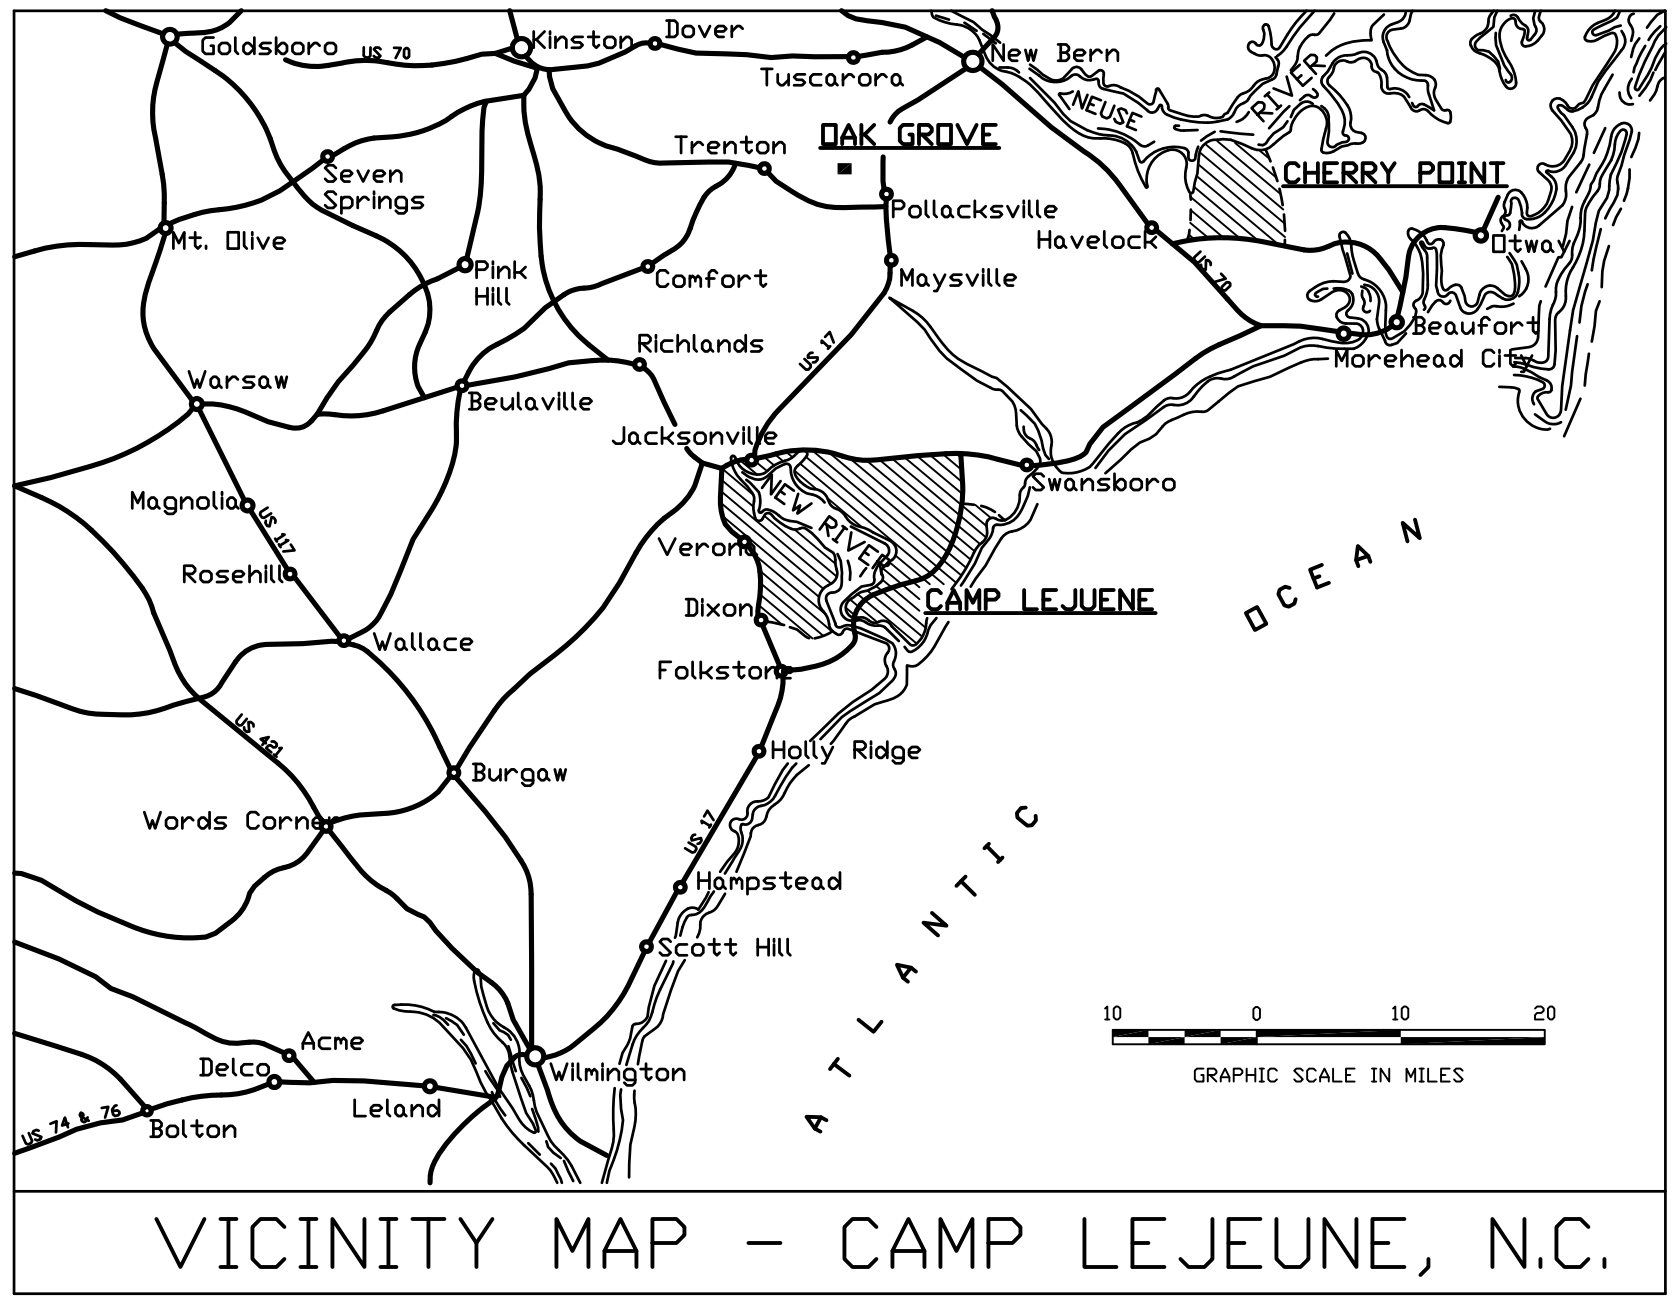 Goldsboro
US 70
Kinston
Dover
Tuscarora
New Bern
NEUSE RIVER
OAK GROVE
Trenton
CHERRY POINT
Seven
Springs
Pollacksville
Havelock
Otway
Mt. Olive
Pink
Hill
Comfort
Maysville
US 70
Beaufort
Morehead City
Richlands
US 17
Warsaw
Beulaville
Jacksonville
Swansboro
Magnolia
US 117
NEW RIVER
Verona
Rosehill
Dixon
CAMP LEJUENE
Wallace
Folkstone
US 421
Burgaw
Holly Ridge
Words Corner
US 17
Hampstead
Scott Hill
ATLANTIC OCEAN
Acme
Delco
Wilmington
Leland
US 74 & 76
Bolton
10 0 10 20
GRAPHIC SCALE IN MILES
VICINITY MAP - CAMP LEJEUNE, N.C.